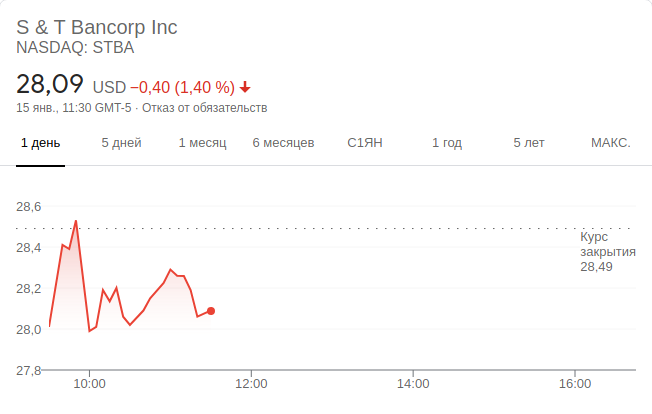 S & T Bancorp Inc
NASDAQ: STBA
28,09 USD −0,40 (1,40 %)
15 янв., 11:30 GMT-5 · Отказ от обязательств
1 день 5 дней 1 месяц 6 месяцев С1ЯН 1 год 5 лет МАКС.
28,6
Курс
закрытия
28,4
28,49
28,2
28,0
27,8
10:00 12:00 14:00 16:00